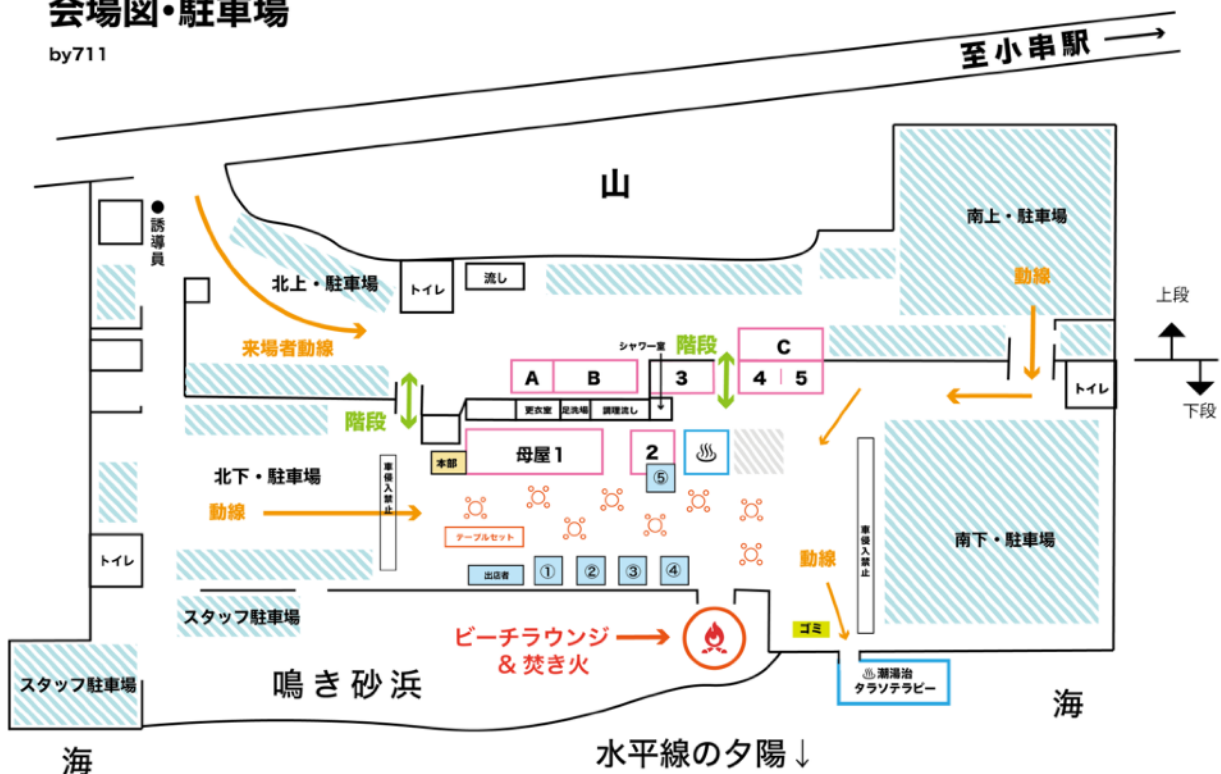 会場図・駐車場
by711
至小串駅
山
南上・駐車場
誘導員
北上・駐車場
トイレ
流し
動線
上段
来場者動線
シャワー室
階段
C
A
B
3
4
5
トイレ
下段
階段
更衣室
足洗場
調理流し
本部
母屋1
2
⑤
北下・駐車場
車侵入禁止
動線
テーブルセット
車侵入禁止
南下・駐車場
トイレ
動線
出店者
①
②
③
④
スタッフ駐車場
ゴミ
ビーチラウンジ
&焚き火
スタッフ駐車場
鳴き砂浜
潮湯治
タラソテラピー
海
海
水平線の夕陽↓